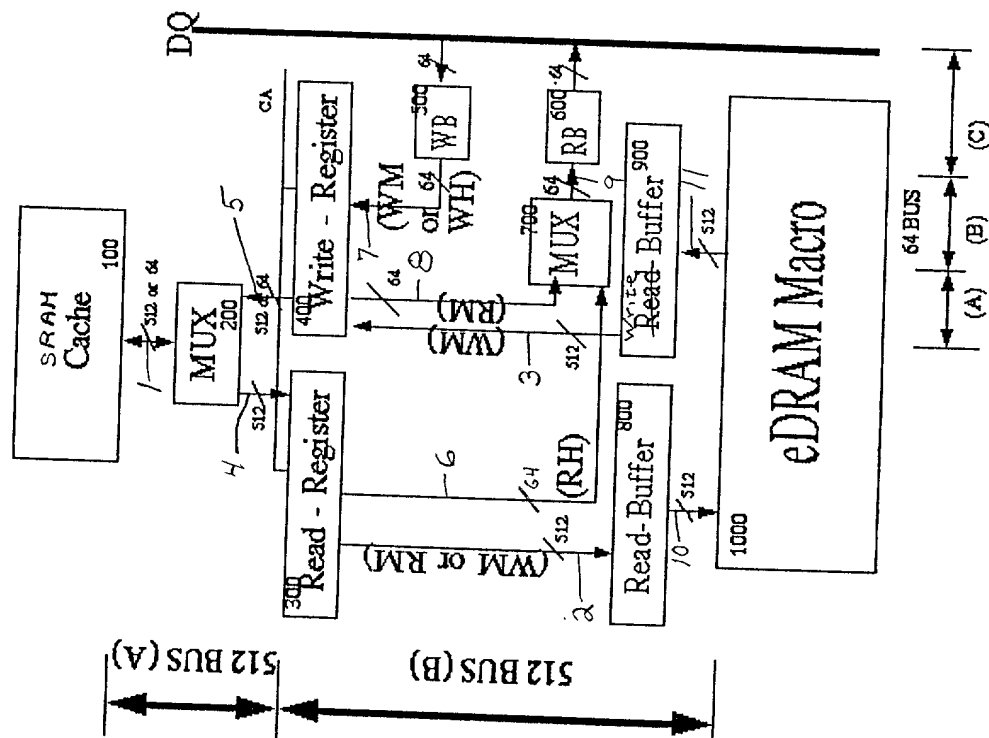 DQ
SRAM
Cache
100
1
512 or 64
MUX
200
4
512
5
512 or 64
CA
300
Read - Register
400
Write - Register
64
500
WB
64
7
(WM
or
WH)
64
600
RB
64
9
700
MUX
8
64
(RM)
(WM)
3
512
6
64
(RH)
(WM or RM)
2
512
800
Read-Buffer
Write
Read-Buffer
900
10
512
11
512
1000
eDRAM Macro
512 BUS (A)
512 BUS (B)
64 BUS
(A)
(B)
(C)